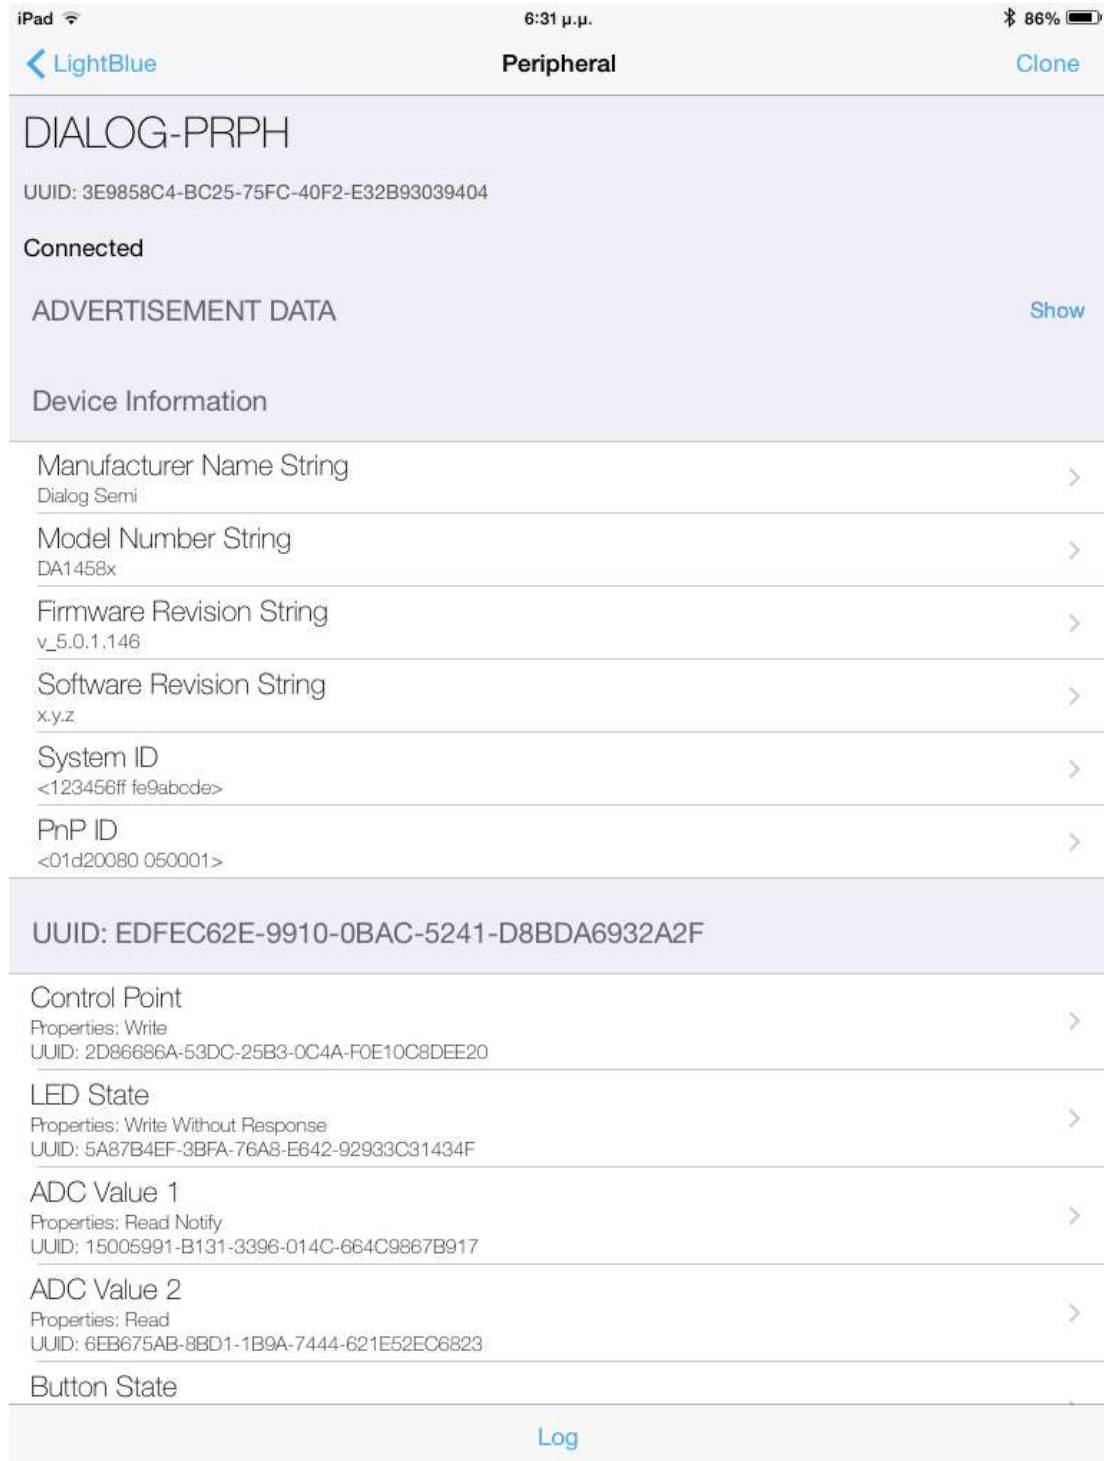 iPad 6:31 μ.μ. 86%
LightBlue Peripheral Clone
DIALOG-PRPH
UUID: 3E9858C4-BC25-75FC-40F2-E32B93039404
Connected
ADVERTISEMENT DATA Show
Device Information
Manufacturer Name String
Dialog Semi
Model Number String
DA1458x
Firmware Revision String
v_5.0.1.146
Software Revision String
x.y.z
System ID
<123456ff fe9abcde>
PnP ID
<01d20080 050001>
UUID: EDFEC62E-9910-0BAC-5241-D8BDA6932A2F
Control Point
Properties: Write
UUID: 2D86686A-53DC-25B3-0C4A-F0E10C8DEE20
LED State
Properties: Write Without Response
UUID: 5A87B4EF-3BFA-76A8-E642-92933C31434F
ADC Value 1
Properties: Read Notify
UUID: 15005991-B131-3396-014C-664C9867B917
ADC Value 2
Properties: Read
UUID: 6EB675AB-8BD1-1B9A-7444-621E52EC6823
Button State
Log